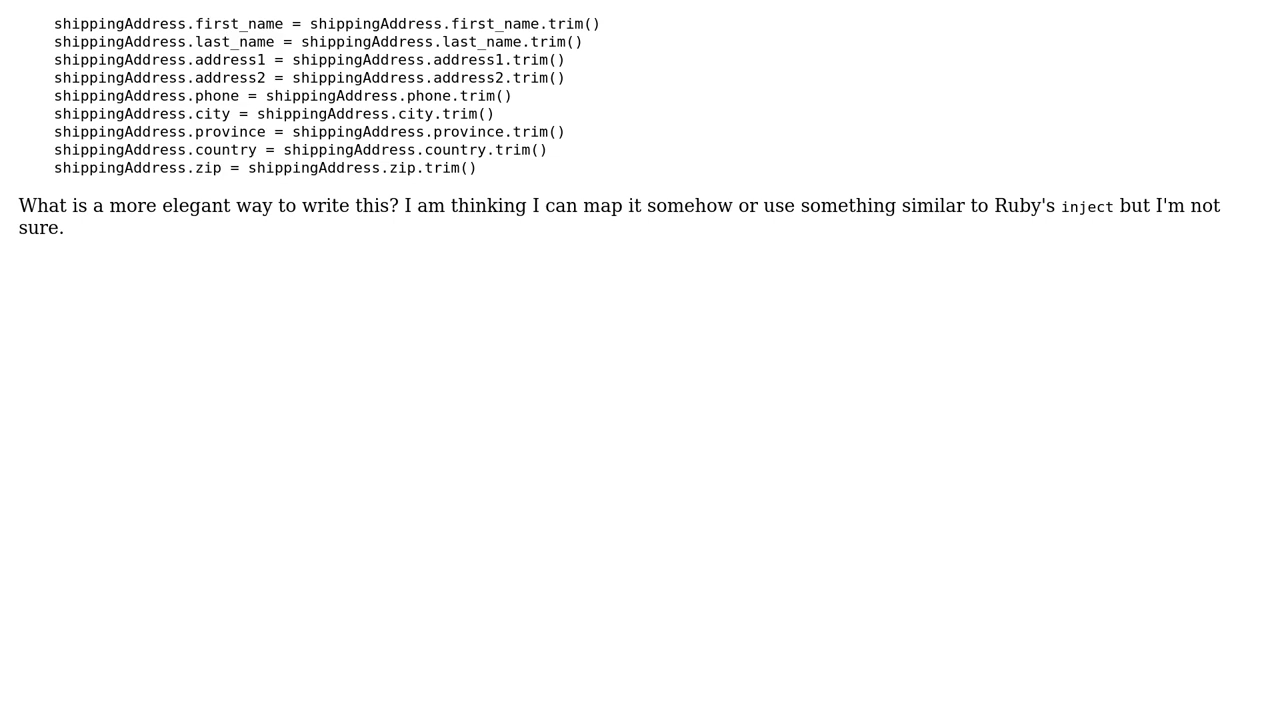 shippingAddress.first_name = shippingAddress.first_name.trim()
shippingAddress.last_name = shippingAddress.last_name.trim()
shippingAddress.address1 = shippingAddress.address1.trim()
shippingAddress.address2 = shippingAddress.address2.trim()
shippingAddress.phone = shippingAddress.phone.trim()
shippingAddress.city = shippingAddress.city.trim()
shippingAddress.province = shippingAddress.province.trim()
shippingAddress.country = shippingAddress.country.trim()
shippingAddress.zip = shippingAddress.zip.trim()
What is a more elegant way to write this? I am thinking I can map it somehow or use something similar to Ruby's inject but I'm not
sure.